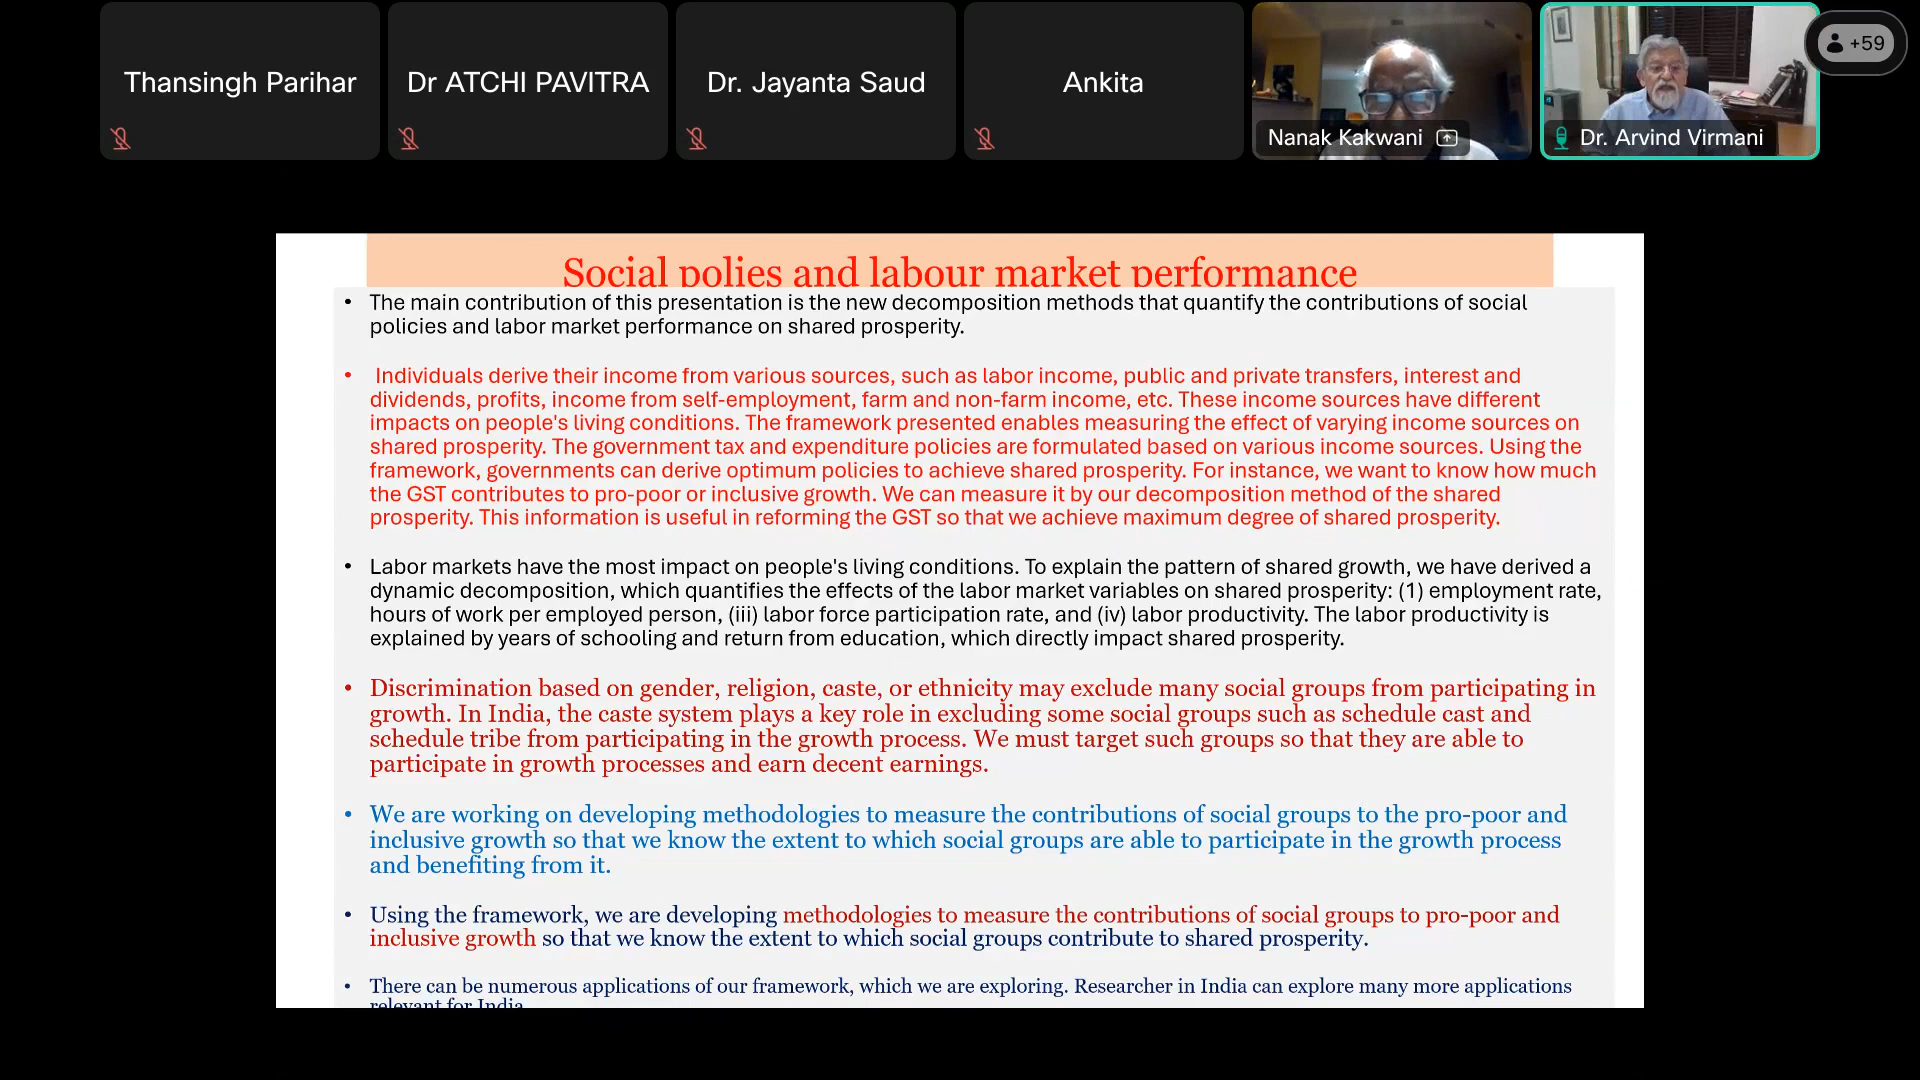 Thansingh Parihar
Dr ATCHI PAVITRA
Dr. Jayanta Saud
Ankita
Nanak Kakwani
Dr. Arvind Virmani
+59
Social polies and labour market performance
• The main contribution of this presentation is the new decomposition methods that quantify the contributions of social
policies and labor market performance on shared prosperity.
• Individuals derive their income from various sources, such as labor income, public and private transfers, interest and
dividends, profits, income from self-employment, farm and non-farm income, etc. These income sources have different
impacts on people's living conditions. The framework presented enables measuring the effect of varying income sources on
shared prosperity. The government tax and expenditure policies are formulated based on various income sources. Using the
framework, governments can derive optimum policies to achieve shared prosperity. For instance, we want to know how much
the GST contributes to pro-poor or inclusive growth. We can measure it by our decomposition method of the shared
prosperity. This information is useful in reforming the GST so that we achieve maximum degree of shared prosperity.
• Labor markets have the most impact on people's living conditions. To explain the pattern of shared growth, we have derived a
dynamic decomposition, which quantifies the effects of the labor market variables on shared prosperity: (1) employment rate,
hours of work per employed person, (iii) labor force participation rate, and (iv) labor productivity. The labor productivity is
explained by years of schooling and return from education, which directly impact shared prosperity.
• Discrimination based on gender, religion, caste, or ethnicity may exclude many social groups from participating in
growth. In India, the caste system plays a key role in excluding some social groups such as schedule cast and
schedule tribe from participating in the growth process. We must target such groups so that they are able to
participate in growth processes and earn decent earnings.
• We are working on developing methodologies to measure the contributions of social groups to the pro-poor and
inclusive growth so that we know the extent to which social groups are able to participate in the growth process
and benefiting from it.
• Using the framework, we are developing methodologies to measure the contributions of social groups to pro-poor and
inclusive growth so that we know the extent to which social groups contribute to shared prosperity.
• There can be numerous applications of our framework, which we are exploring. Researcher in India can explore many more applications
relevant for India